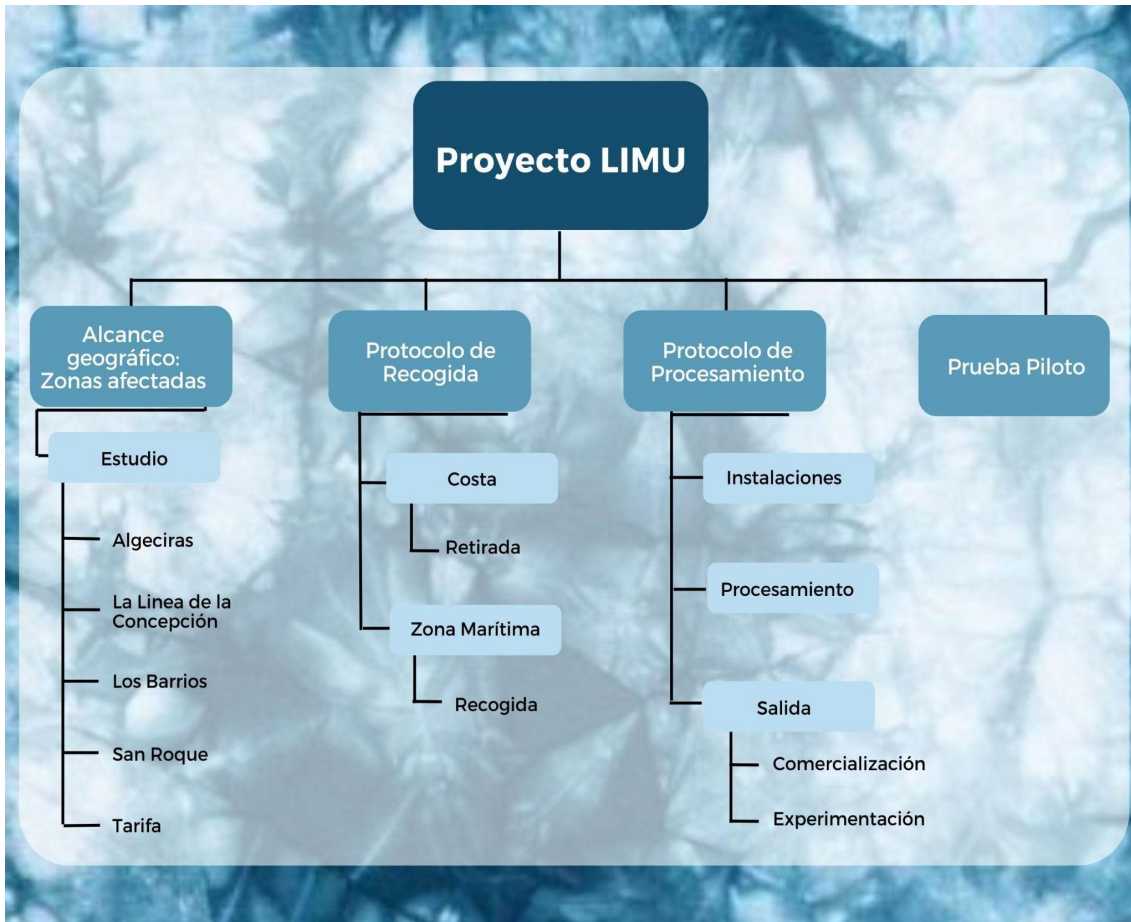 Proyecto LIMU
Alcance
geográfico:
Zonas afectadas
Estudio
Algeciras
La Linea de la
Concepción
Los Barrios
San Roque
Tarifa
Protocolo de
Recogida
Costa
Retirada
Zona Marítima
Recogida
Protocolo de
Procesamiento
Instalaciones
Procesamiento
Salida
Comercialización
Experimentación
Prueba Piloto